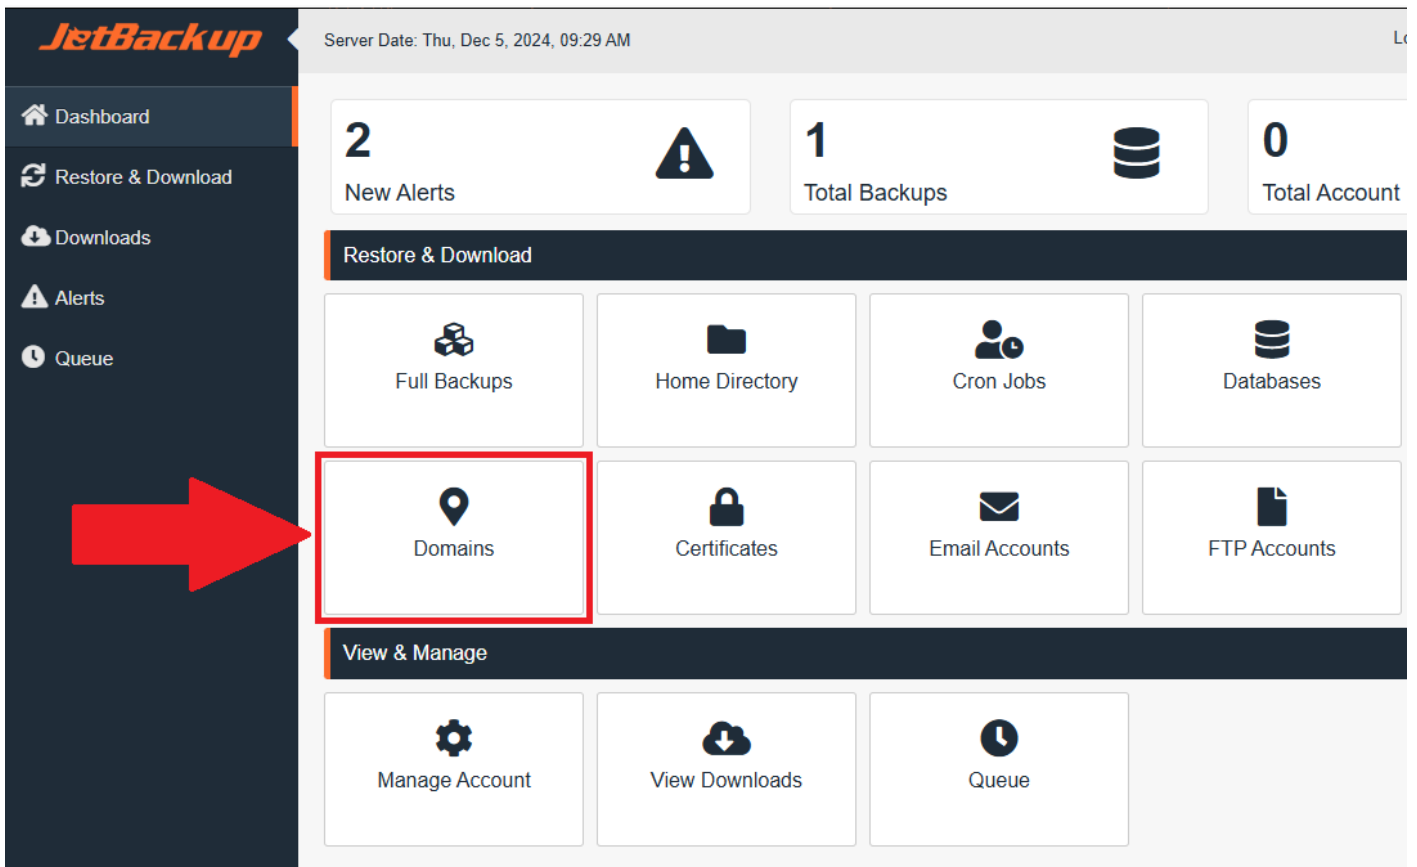 JetBackup
Server Date: Thu, Dec 5, 2024, 09:29 AM
Dashboard
Restore & Download
Downloads
Alerts
Queue
2
New Alerts
1
Total Backups
0
Total Account
Restore & Download
Full Backups
Home Directory
Cron Jobs
Databases
Domains
Certificates
Email Accounts
FTP Accounts
View & Manage
Manage Account
View Downloads
Queue